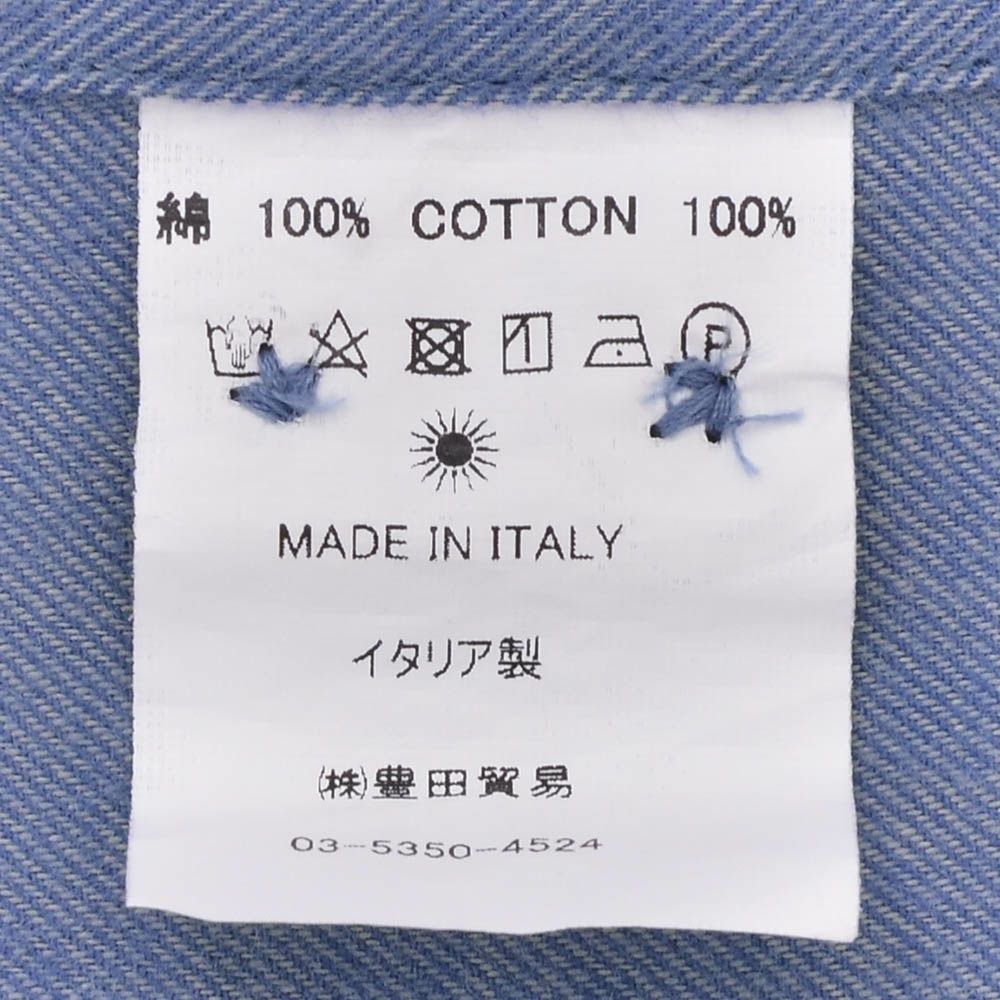 綿 100% COTTON 100%
P
MADE IN ITALY
イタリア製
㈱豊田貿易
03-5350-4524